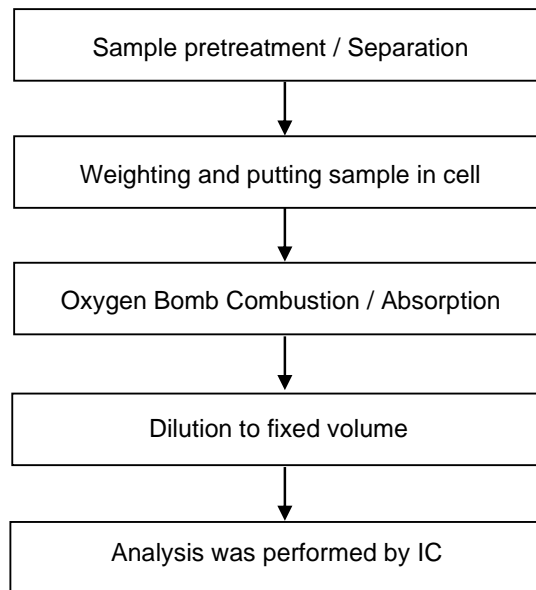 Sample pretreatment / Separation
Weighting and putting sample in cell
Oxygen Bomb Combustion / Absorption
Dilution to fixed volume
Analysis was performed by IC